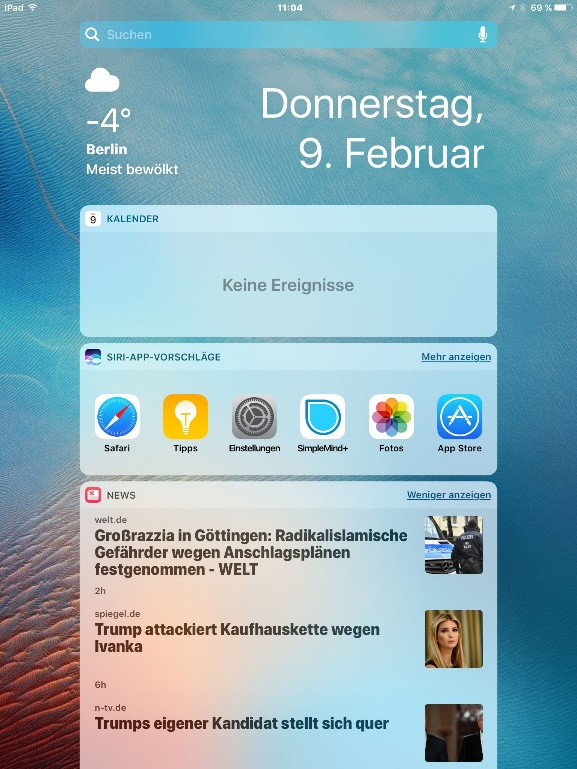 iPad 11:04 69 %
Suchen
-4°
Berlin
Meist bewölkt
Donnerstag,
9. Februar
9 KALENDER
Keine Ereignisse
SIRI-APP-VORSCHLÄGE Mehr anzeigen
Safari Tipps Einstellungen SimpleMind+ Fotos App Store
NEWS Weniger anzeigen
welt.de
Großrazzia in Göttingen: Radikalislamische
Gefährder wegen Anschlagsplänen
festgenommen - WELT
2h
spiegel.de
Trump attackiert Kaufhauskette wegen
Ivanka
6h
n-tv.de
Trumps eigener Kandidat stellt sich quer